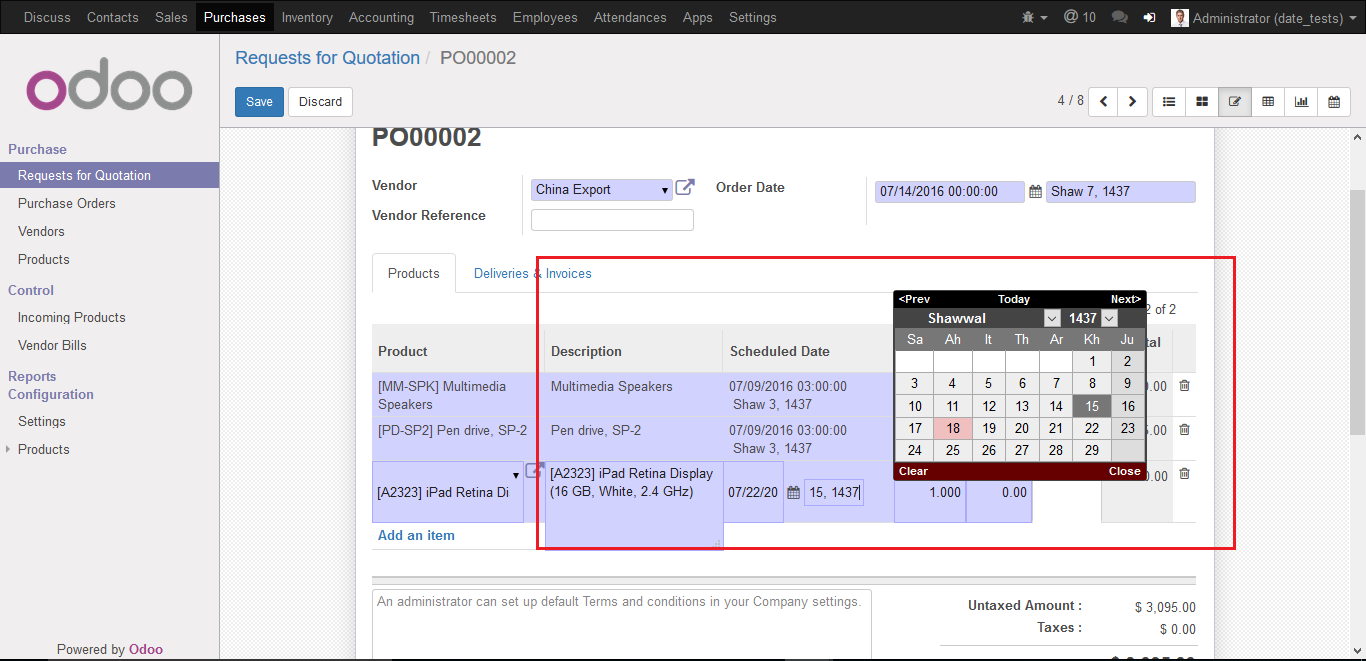 Discuss Contacts Sales Purchases Inventory Accounting Timesheets Employees Attendances Apps Settings @ 10 Administrator (date_tests)
odoo
Purchase
Requests for Quotation
Purchase Orders
Vendors
Products
Control
Incoming Products
Vendor Bills
Reports
Configuration
Settings
Products
Powered by Odoo
Requests for Quotation / PO00002
Save Discard 4 / 8
PO00002
Vendor China Export Order Date 07/14/2016 00:00:00 Shaw 7, 1437
Vendor Reference
Products Deliveries & Invoices
2 of 2
Product Description Scheduled Date
[MM-SPK] Multimedia Speakers Multimedia Speakers 07/09/2016 03:00:00
Shaw 3, 1437
[PD-SP2] Pen drive, SP-2 Pen drive, SP-2 07/09/2016 03:00:00
Shaw 3, 1437
[A2323] iPad Retina Di [A2323] iPad Retina Display
(16 GB, White, 2.4 GHz) 07/22/20 15, 1437 1.000 0.00
<Prev Today Next>
Shawwal 1437
Sa Ah It Th Ar Kh Ju
1 2
3 4 5 6 7 8 9
10 11 12 13 14 15 16
17 18 19 20 21 22 23
24 25 26 27 28 29
Clear Close
Add an item
An administrator can set up default Terms and conditions in your Company settings.
Untaxed Amount : $ 3,095.00
Taxes : $ 0.00